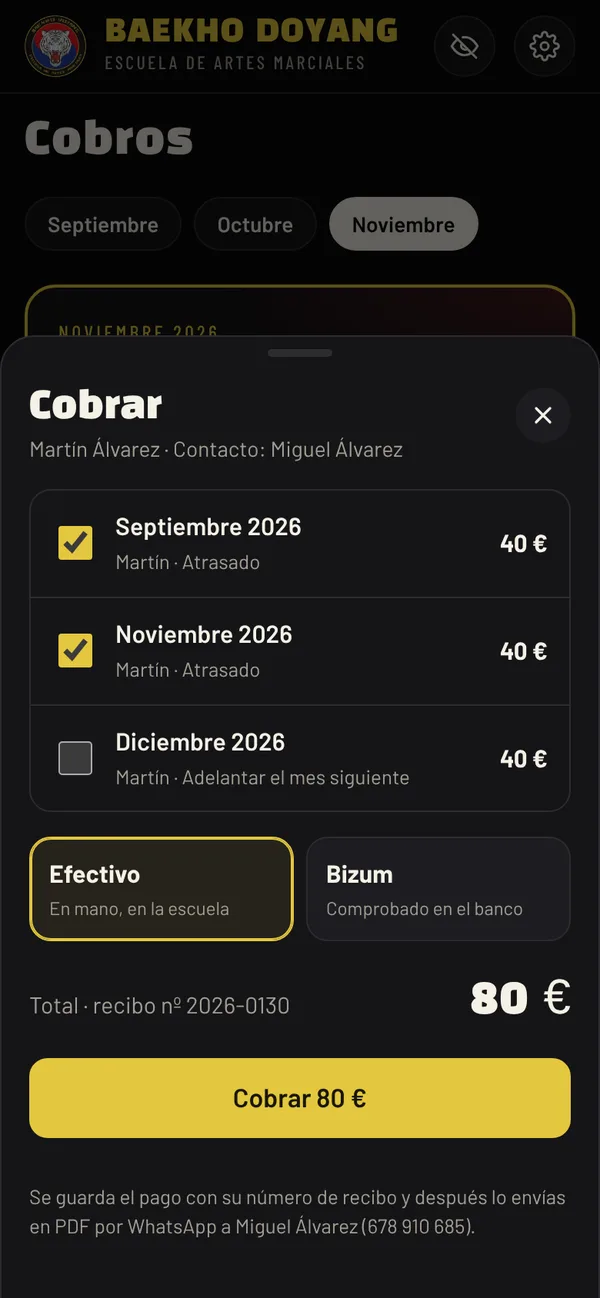 BAEKHO DOYANG
ESCUELA DE ARTES MARCIALES
Cobros
Septiembre
Octubre
Noviembre
NOVIEMBRE 2026
Cobrar
Martín Álvarez · Contacto: Miguel Álvarez
Septiembre 2026
Martín · Atrasado
40 €
Noviembre 2026
Martín · Atrasado
40 €
Diciembre 2026
Martín · Adelantar el mes siguiente
40 €
Efectivo
En mano, en la escuela
Bizum
Comprobado en el banco
Total · recibo nº 2026-0130
80 €
Cobrar 80 €
Se guarda el pago con su número de recibo y después lo envías
en PDF por WhatsApp a Miguel Álvarez (678 910 685).